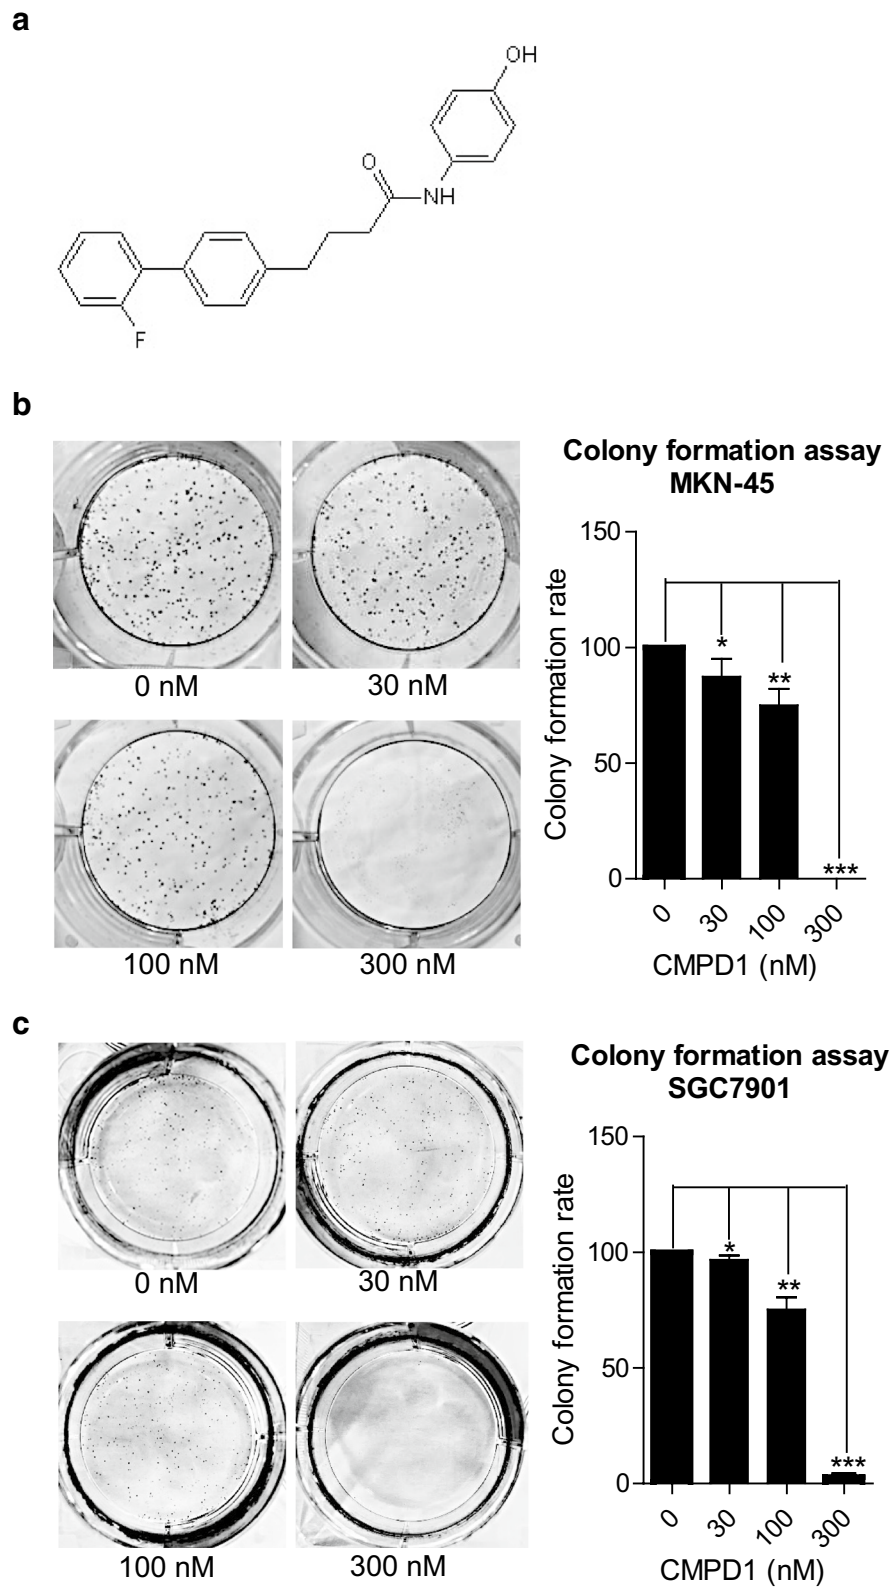 a
OH
O
NH
F
b
0 nM
30 nM
100 nM
300 nM
Colony formation assay
MKN-45
Colony formation rate
150
100
50
0
*
**
***
0
30
100
300
CMPD1 (nM)
c
0 nM
30 nM
100 nM
300 nM
Colony formation assay
SGC7901
Colony formation rate
150
100
50
0
*
**
***
0
30
100
300
CMPD1 (nM)